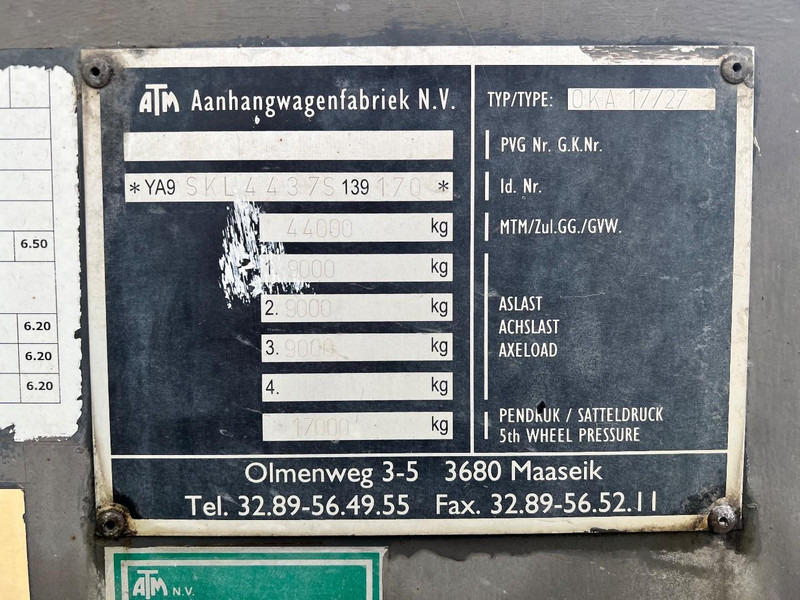 ATM Aanhangwagenfabriek N.V.
TYP/TYPE: OKA 17/27
PVG Nr. G.K.Nr.
*YA9 SKL4437S139170 * Id. Nr.
44000 kg MTM/Zul.GG./GVW.
1. 9000 kg
2. 9000 kg ASLAST
ACHSLAST
3. 9000 kg AXELOAD
4. kg
17000 kg PENDRUK / SATTELDRUCK
5th WHEEL PRESSURE
Olmenweg 3-5 3680 Maaseik
Tel. 32.89-56.49.55 Fax. 32.89-56.52.11
6.50
6.20
6.20
6.20
ATM N.V.